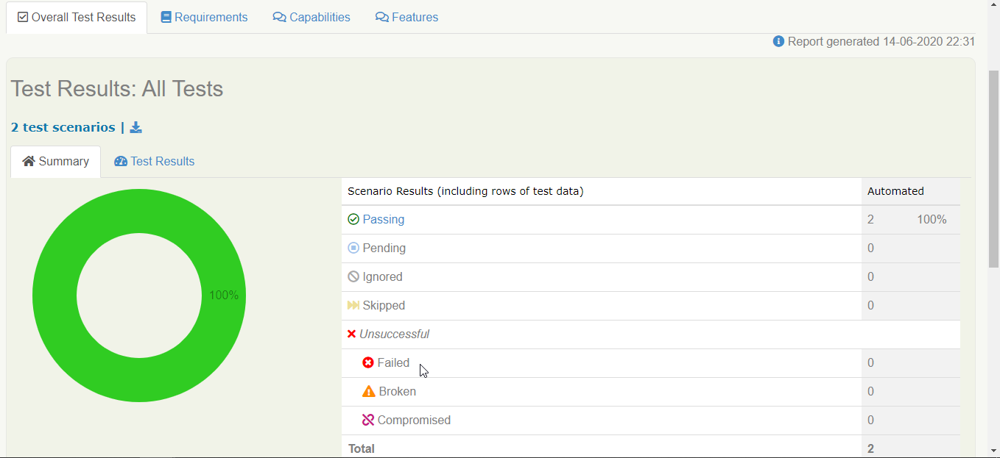 Overall Test Results Requirements Capabilities Features
Report generated 14-06-2020 22:31
Test Results: All Tests
2 test scenarios |
Summary Test Results
100%
Scenario Results (including rows of test data) Automated
Passing 2 100%
Pending 0
Ignored 0
Skipped 0
Unsuccessful
Failed 0
Broken 0
Compromised 0
Total 2